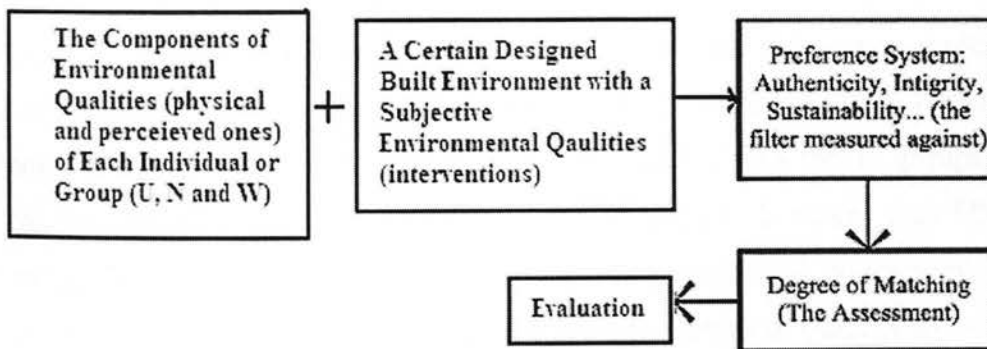 The Components of
Environmental
Qualities (physical
and perceieved ones)
of Each Individual or
Group (U, N and W)
+
A Certain Designed
Built Environment with a
Subjective
Environmental Qaulities
(interventions)
Preference System:
Authenticity, Intigrity,
Sustainability... (the
filter measured against)
Degree of Matching
(The Assessment)
Evaluation